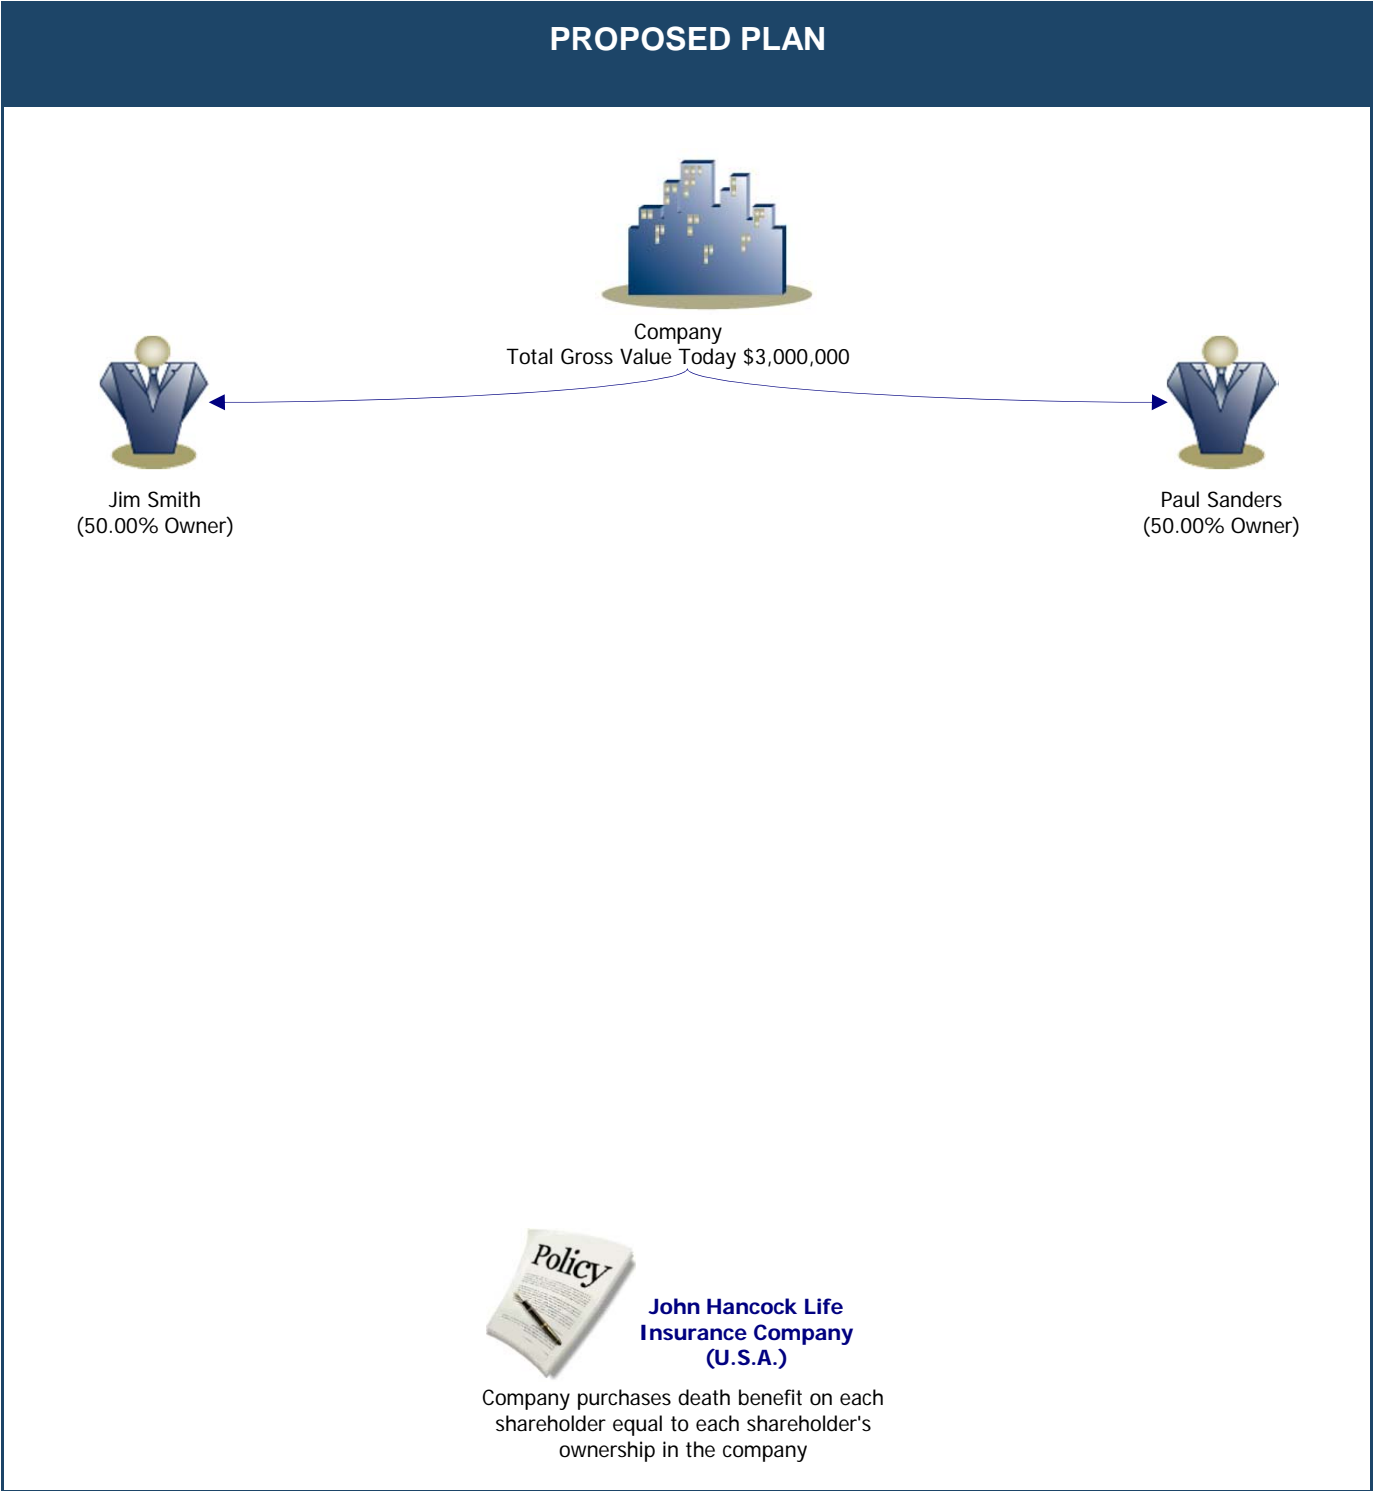 PROPOSED PLAN
Company
Total Gross Value Today $3,000,000
Jim Smith
(50.00% Owner)
Paul Sanders
(50.00% Owner)
Policy
John Hancock Life
Insurance Company
(U.S.A.)
Company purchases death benefit on each
shareholder equal to each shareholder's
ownership in the company